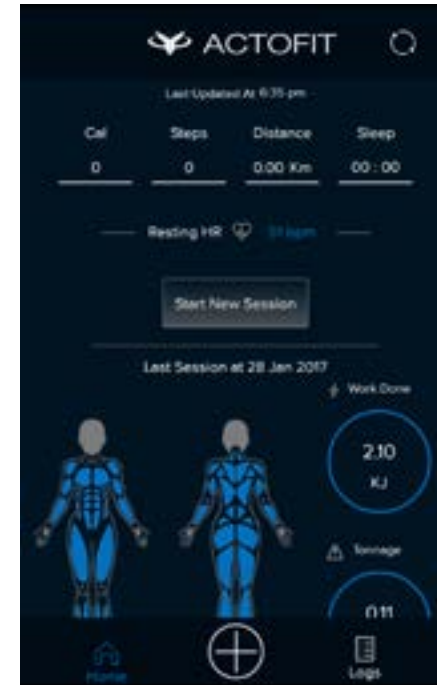 ACTOFIT
Last Updated At 6:35 pm
Cal Steps Distance Sleep
0 0 0.00 Km 00 : 00
Resting HR bpm
Start New Session
Last Session at 28 Jan 2017
Work Done
2.10
KJ
Tonnage
0.11
Home
Logs